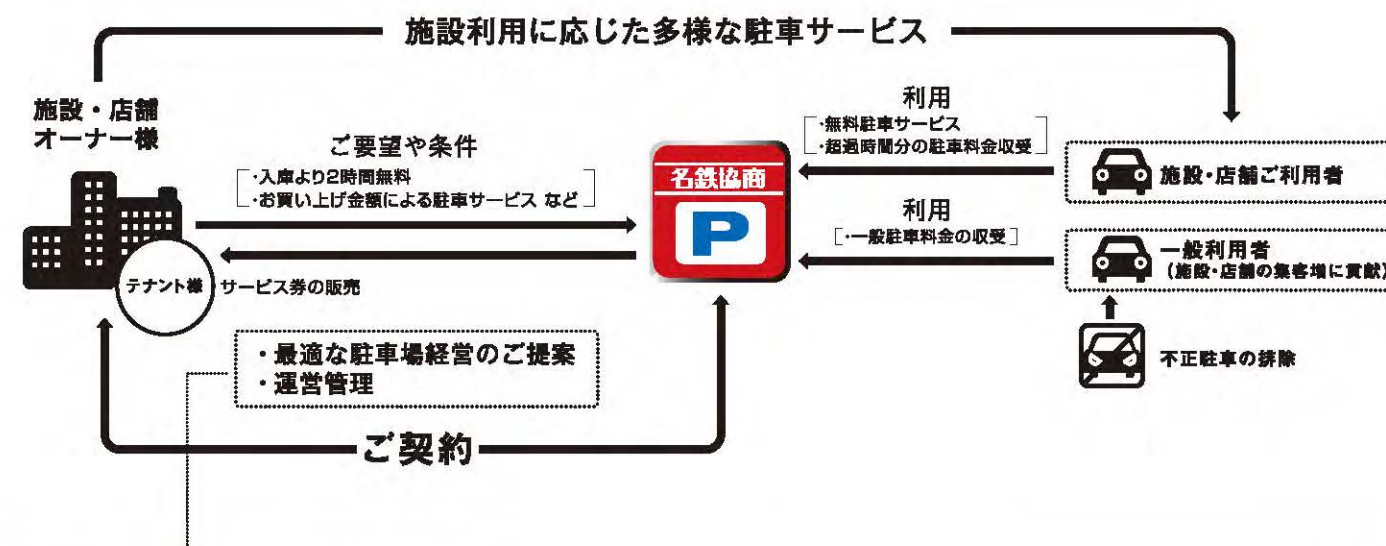 施設利用に応じた多様な駐車サービス
施設・店舗
オーナー様
ご要望や条件
・入庫より2時間無料
・お買い上げ金額による駐車サービス など
テナント様
サービス券の販売
・最適な駐車場経営のご提案
・運営管理
ご契約
名鉄協商
P
利用
・無料駐車サービス
・超過時間分の駐車料金収受
施設・店舗ご利用者
利用
・一般駐車料金の収受
一般利用者
(施設・店舗の集客増に貢献)
不正駐車の排除